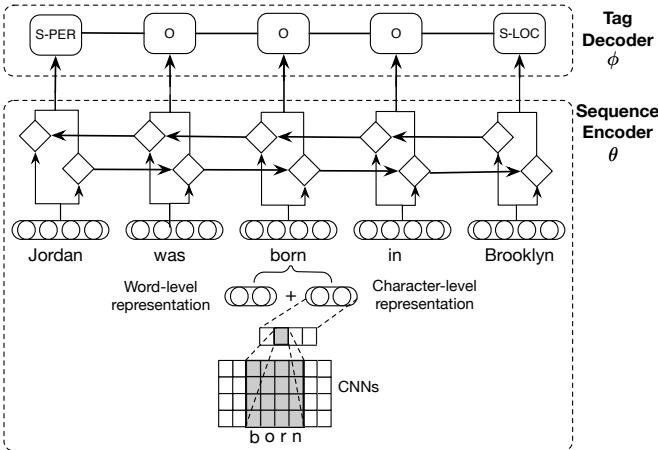 S-PER O O O S-LOC
Tag
Decoder
ϕ
Sequence
Encoder
θ
Jordan was born in Brooklyn
Word-level
representation
+
Character-level
representation
CNNs
b o r n